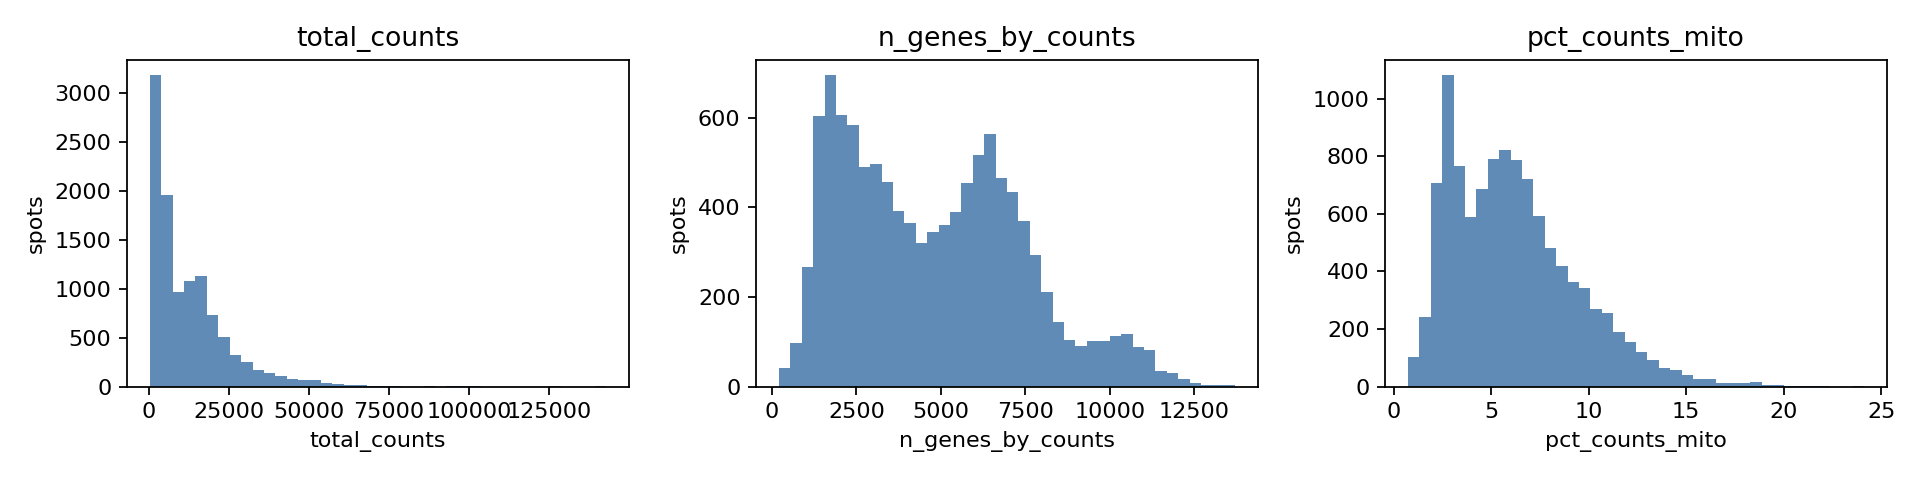 total_counts
3000
2500
2000
1500
1000
500
0
spots
0 25000 50000 75000 100000 125000
total_counts
n_genes_by_counts
600
400
200
0
spots
0 2500 5000 7500 10000 12500
n_genes_by_counts
pct_counts_mito
1000
800
600
400
200
0
spots
0 5 10 15 20 25
pct_counts_mito